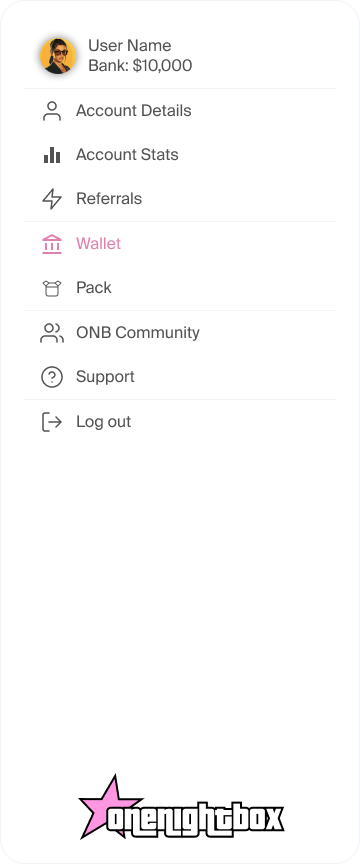 User Name
Bank: $10,000
Account Details
Account Stats
Referrals
Wallet
Pack
ONB Community
Support
Log out
onenightbox